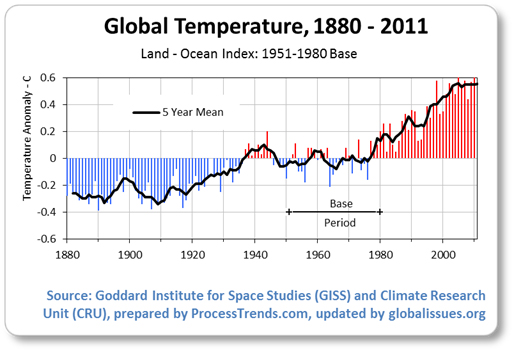 Global Temperature, 1880 - 2011
Land - Ocean Index: 1951-1980 Base
Temperature Anomaly - C
0.6
0.4
0.2
0
-0.2
-0.4
-0.6
5 Year Mean
Base
Period
1880 1900 1920 1940 1960 1980 2000
Source: Goddard Institute for Space Studies (GISS) and Climate Research
Unit (CRU), prepared by ProcessTrends.com, updated by globalissues.org